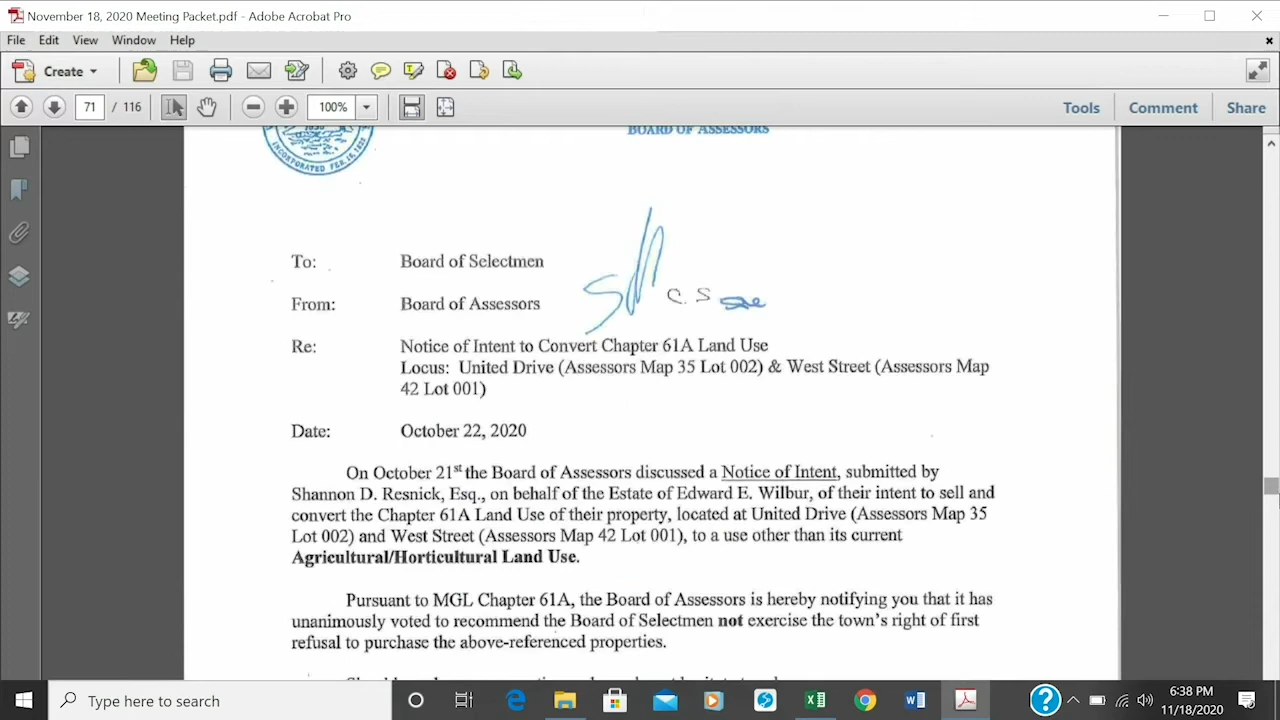 November 18, 2020 Meeting Packet.pdf - Adobe Acrobat Pro
File Edit View Window Help
Create
71 / 116 100% Tools Comment Share
BOARD OF ASSESSORS
INCORPORATED FEB.
To: Board of Selectmen
C. S
From: Board of Assessors
Re: Notice of Intent to Convert Chapter 61A Land Use
Locus: United Drive (Assessors Map 35 Lot 002) & West Street (Assessors Map
42 Lot 001)
Date: October 22, 2020
On October 21st the Board of Assessors discussed a Notice of Intent, submitted by
Shannon D. Resnick, Esq., on behalf of the Estate of Edward E. Wilbur, of their intent to sell and
convert the Chapter 61A Land Use of their property, located at United Drive (Assessors Map 35
Lot 002) and West Street (Assessors Map 42 Lot 001), to a use other than its current
Agricultural/Horticultural Land Use.
Pursuant to MGL Chapter 61A, the Board of Assessors is hereby notifying you that it has
unanimously voted to recommend the Board of Selectmen not exercise the town's right of first
refusal to purchase the above-referenced properties.
Type here to search
6:38 PM
11/18/2020